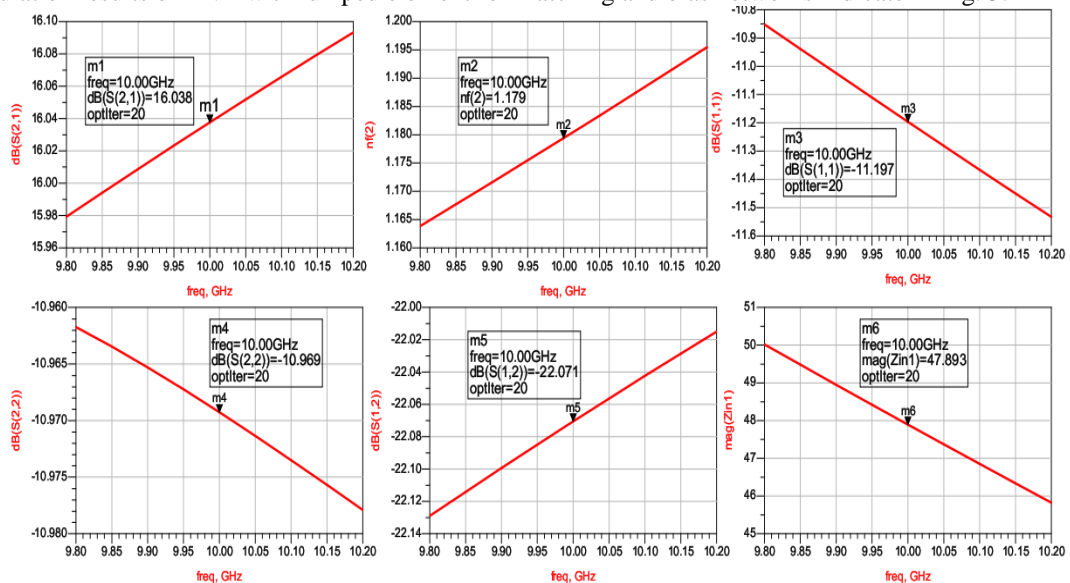 16.10
16.08
16.06
16.04
16.02
16.00
15.98
15.96
dB(S(2,1))
m1
freq=10.00GHz
dB(S(2,1))=16.038
optIter=20
m1
9.80 9.85 9.90 9.95 10.00 10.05 10.10 10.15 10.20
freq, GHz
1.200
1.195
1.190
1.185
1.180
1.175
1.170
1.165
1.160
nf(2)
m2
freq=10.00GHz
nf(2)=1.179
optIter=20
m2
9.80 9.85 9.90 9.95 10.00 10.05 10.10 10.15 10.20
freq, GHz
-10.8
-10.9
-11.0
-11.1
-11.2
-11.3
-11.4
-11.5
-11.6
dB(S(1,1))
m3
m3
freq=10.00GHz
dB(S(1,1))=-11.197
optIter=20
9.80 9.85 9.90 9.95 10.00 10.05 10.10 10.15 10.20
freq, GHz
-10.960
-10.965
-10.970
-10.975
-10.980
dB(S(2,2))
m4
freq=10.00GHz
dB(S(2,2))=-10.969
optIter=20
m4
9.80 9.85 9.90 9.95 10.00 10.05 10.10 10.15 10.20
freq, GHz
-22.00
-22.02
-22.04
-22.06
-22.08
-22.10
-22.12
-22.14
dB(S(1,2))
m5
freq=10.00GHz
dB(S(1,2))=-22.071
optIter=20
m5
9.80 9.85 9.90 9.95 10.00 10.05 10.10 10.15 10.20
freq, GHz
51
50
49
48
47
46
45
mag(Zin1)
m6
freq=10.00GHz
mag(Zin1)=47.893
optIter=20
m6
9.80 9.85 9.90 9.95 10.00 10.05 10.10 10.15 10.20
freq, GHz